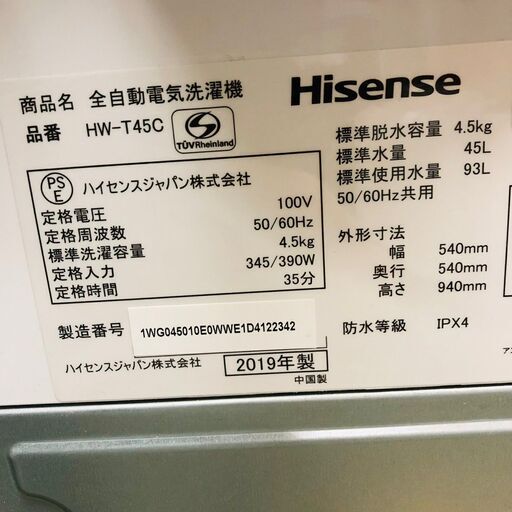 商品名 全自動電気洗濯機
品番 HW-T45C
TÜVRheinland
Hisense
標準脱水容量 4.5kg
標準水量 45L
標準使用水量 93L
50/60Hz共用
PS
E
ハイセンスジャパン株式会社
定格電圧 100V
定格周波数 50/60Hz
標準洗濯容量 4.5kg
定格入力 345/390W
定格時間 35分
外形寸法
幅 540mm
奥行 540mm
高さ 940mm
製造番号 1WG045010E0WWE1D4122342
防水等級 IPX4
ハイセンスジャパン株式会社
2019年製
中国製